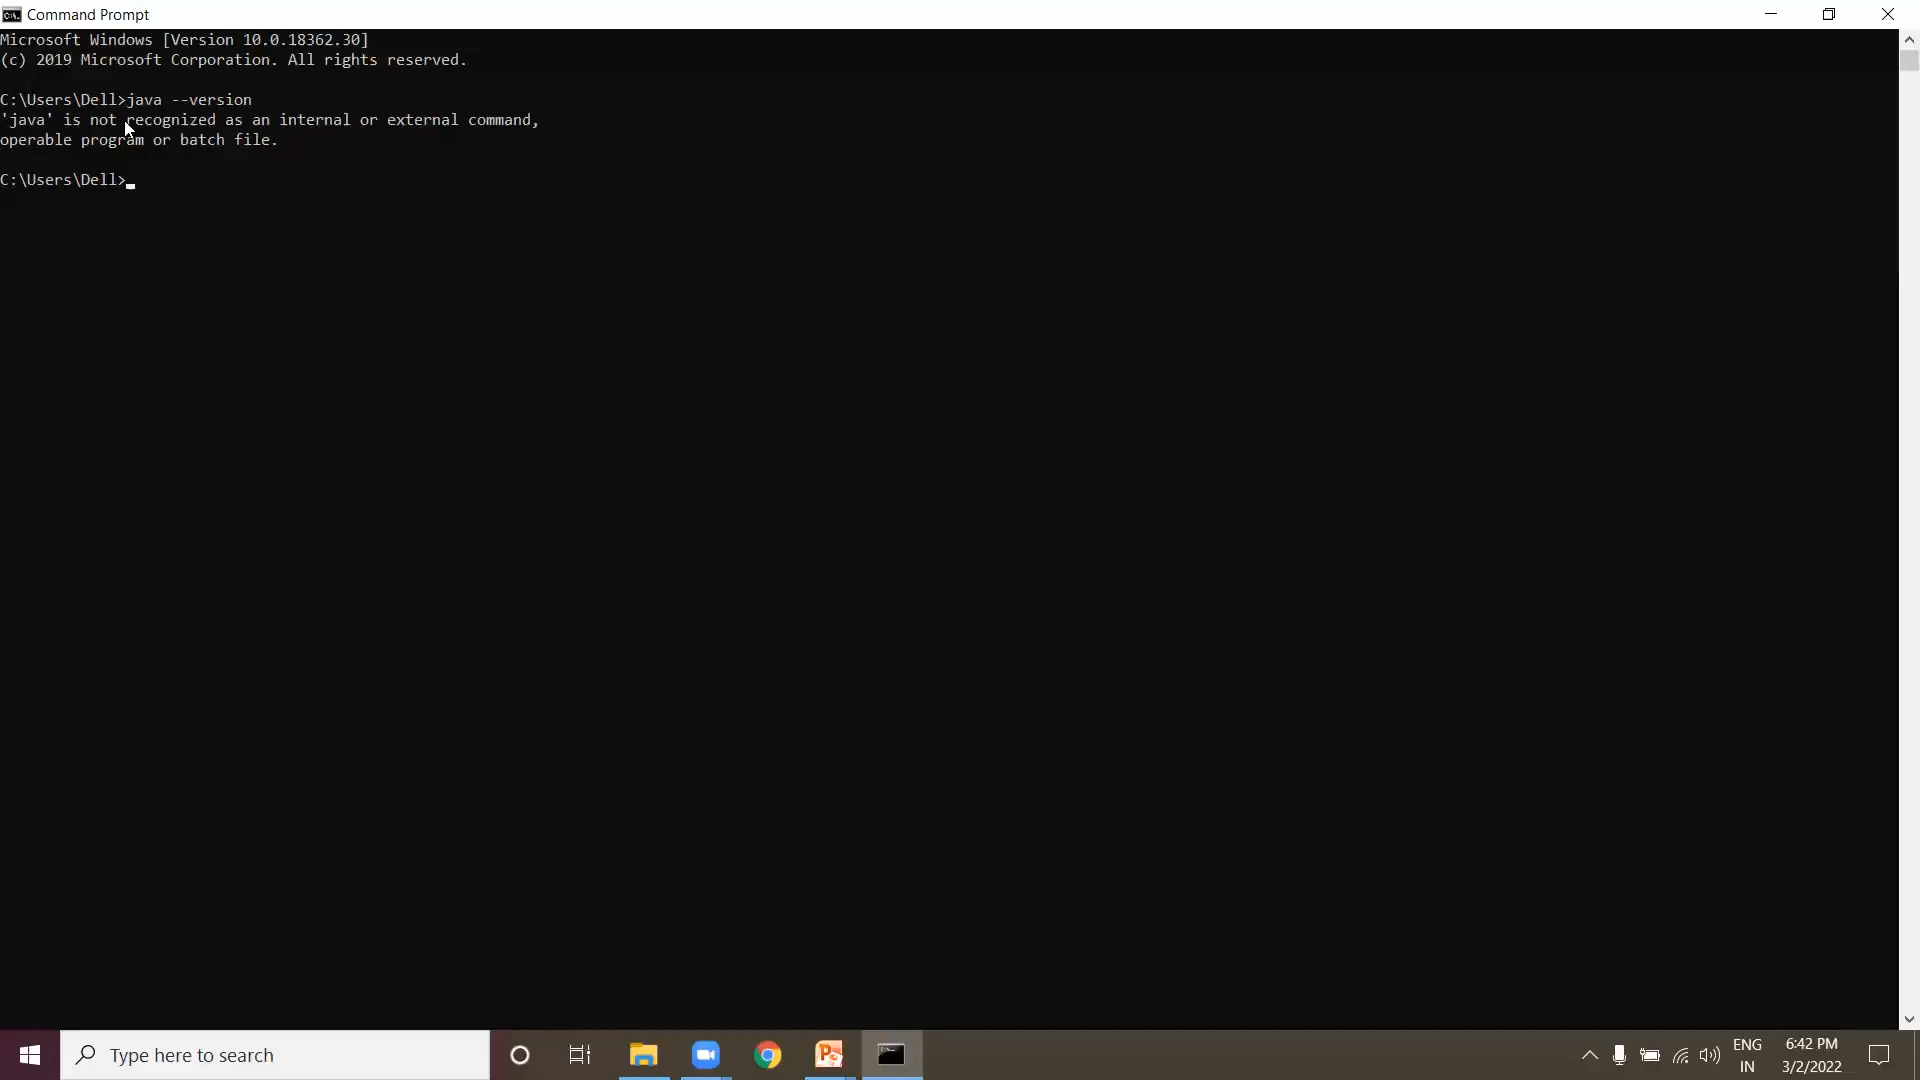 Command Prompt
Microsoft Windows [Version 10.0.18362.30]
(c) 2019 Microsoft Corporation. All rights reserved.
C:\Users\Dell>java --version
'java' is not recognized as an internal or external command,
operable program or batch file.
C:\Users\Dell>
Type here to search
ENG
IN
6:42 PM
3/2/2022